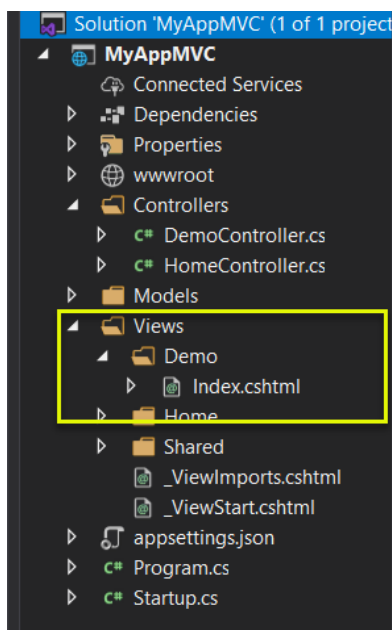 Solution 'MyAppMVC' (1 of 1 project
MyAppMVC
Connected Services
Dependencies
Properties
wwwroot
Controllers
C# DemoController.cs
C# HomeController.cs
Models
Views
Demo
@ Index.cshtml
Home
Shared
@ _ViewImports.cshtml
@ _ViewStart.cshtml
appsettings.json
C# Program.cs
C# Startup.cs